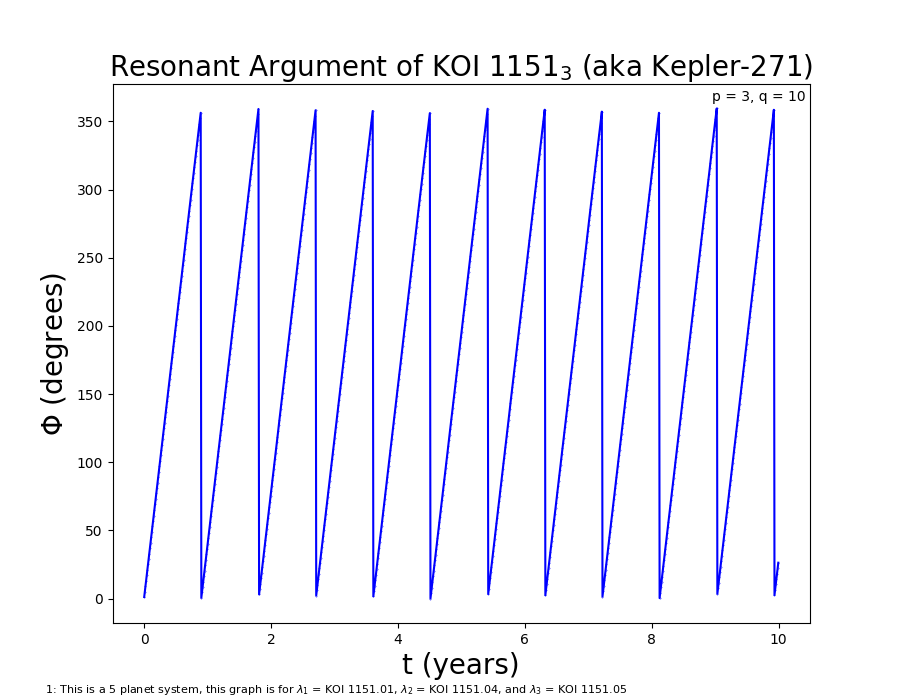 Resonant Argument of KOI 1151₃ (aka Kepler-271)
p = 3, q = 10
350
300
250
200
150
100
50
0
Φ (degrees)
0 2 4 6 8 10
t (years)
1: This is a 5 planet system, this graph is for λ₁ = KOI 1151.01, λ₂ = KOI 1151.04, and λ₃ = KOI 1151.05